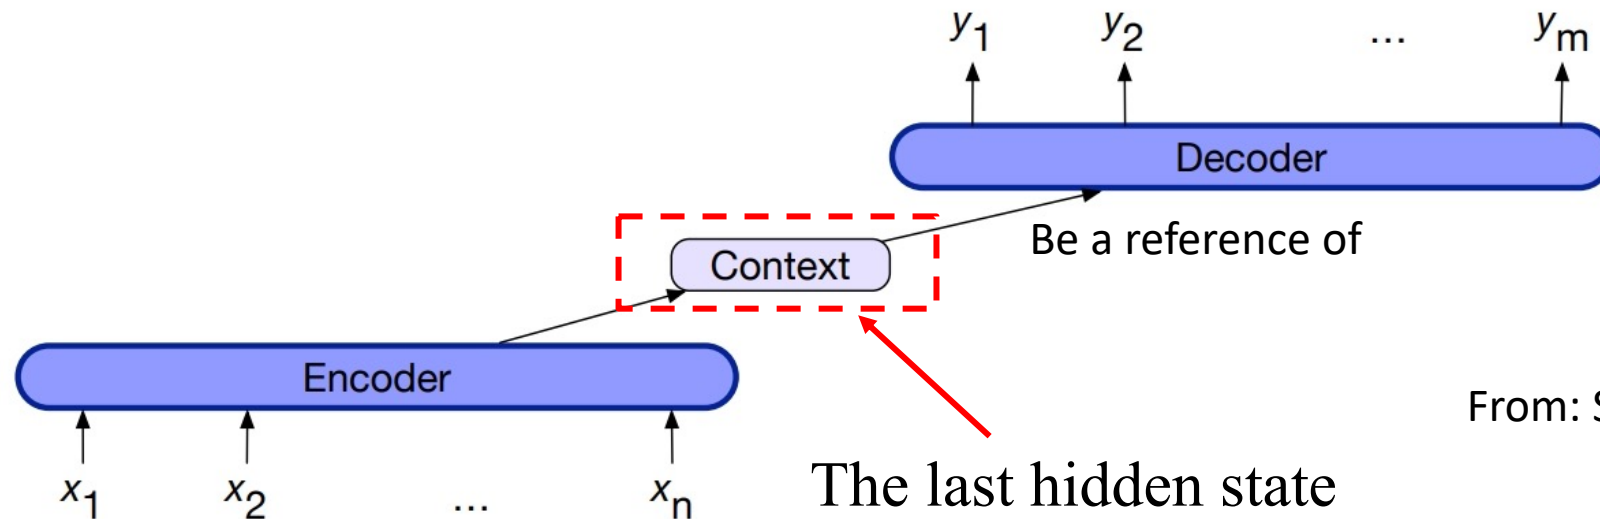 y1 y2 ... ym
Decoder
Be a reference of
Context
Encoder
From: S
x1 x2 ... xn
The last hidden state